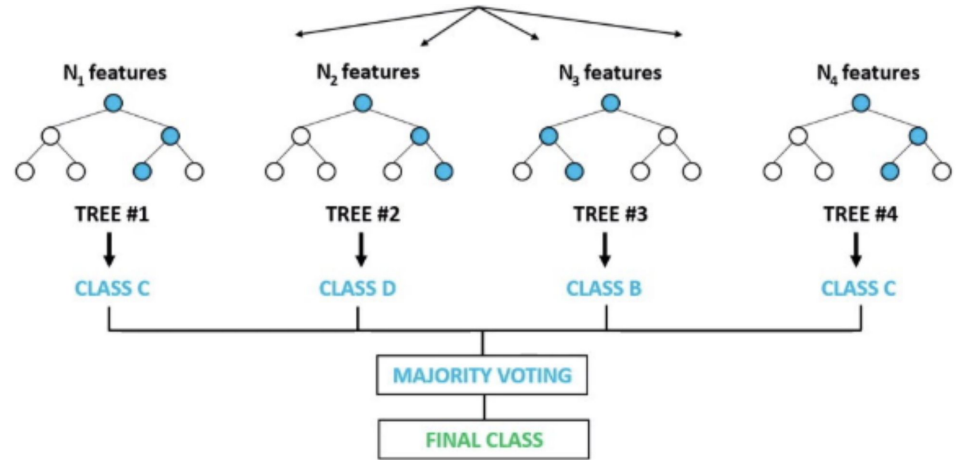 N₁ features N₂ features N₃ features N₄ features
TREE #1 TREE #2 TREE #3 TREE #4
CLASS C CLASS D CLASS B CLASS C
MAJORITY VOTING
FINAL CLASS